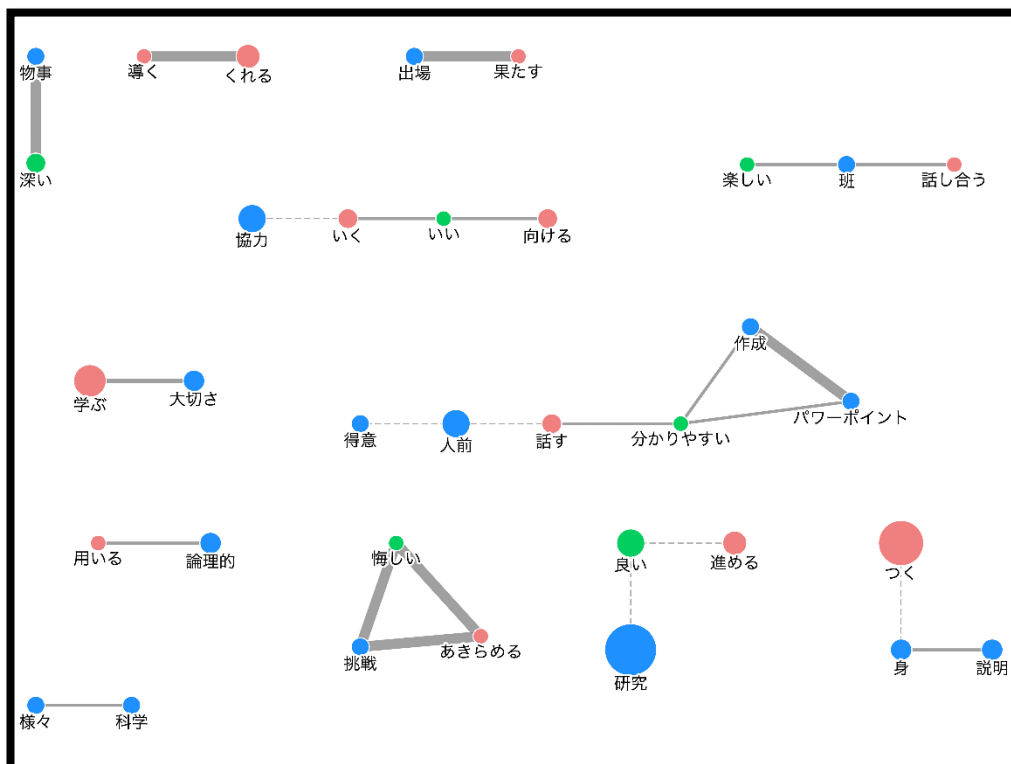 物事
導く
くれる
出場
果たす
深い
楽しい
班
話し合う
協力
いく
いい
向ける
作成
学ぶ
大切さ
パワーポイント
得意
人前
話す
分かりやすい
用いる
論理的
悔しい
良い
進める
つく
挑戦
あきらめる
研究
身
説明
様々
科学